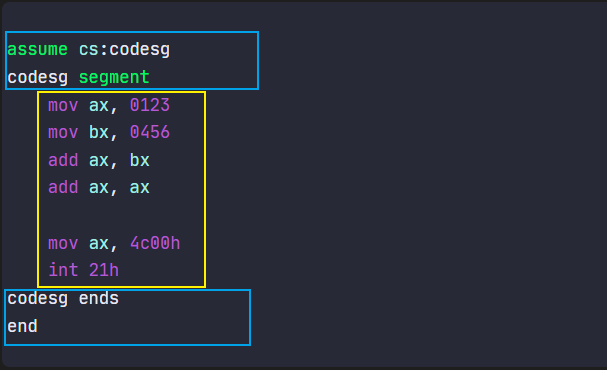 assume cs:codesg
codesg segment
mov ax, 0123
mov bx, 0456
add ax, bx
add ax, ax
mov ax, 4c00h
int 21h
codesg ends
end